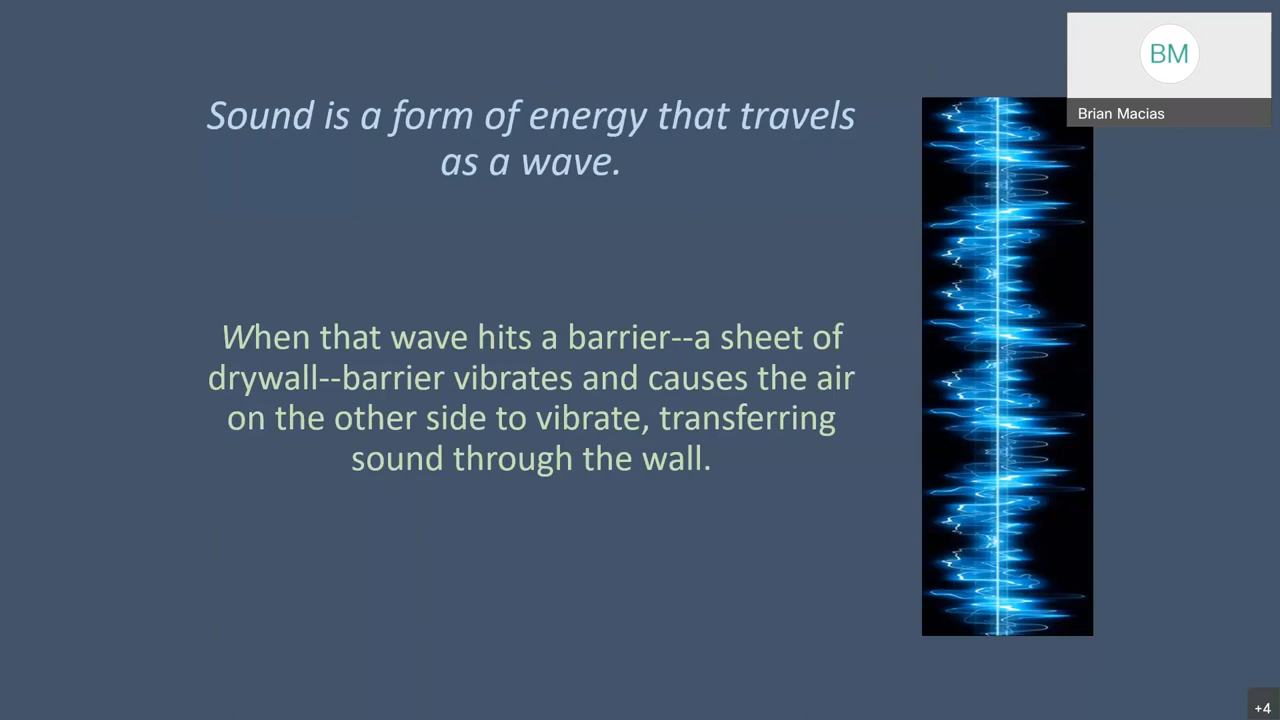 BM
Brian Macias
Sound is a form of energy that travels
as a wave.
When that wave hits a barrier--a sheet of
drywall--barrier vibrates and causes the air
on the other side to vibrate, transferring
sound through the wall.
+4